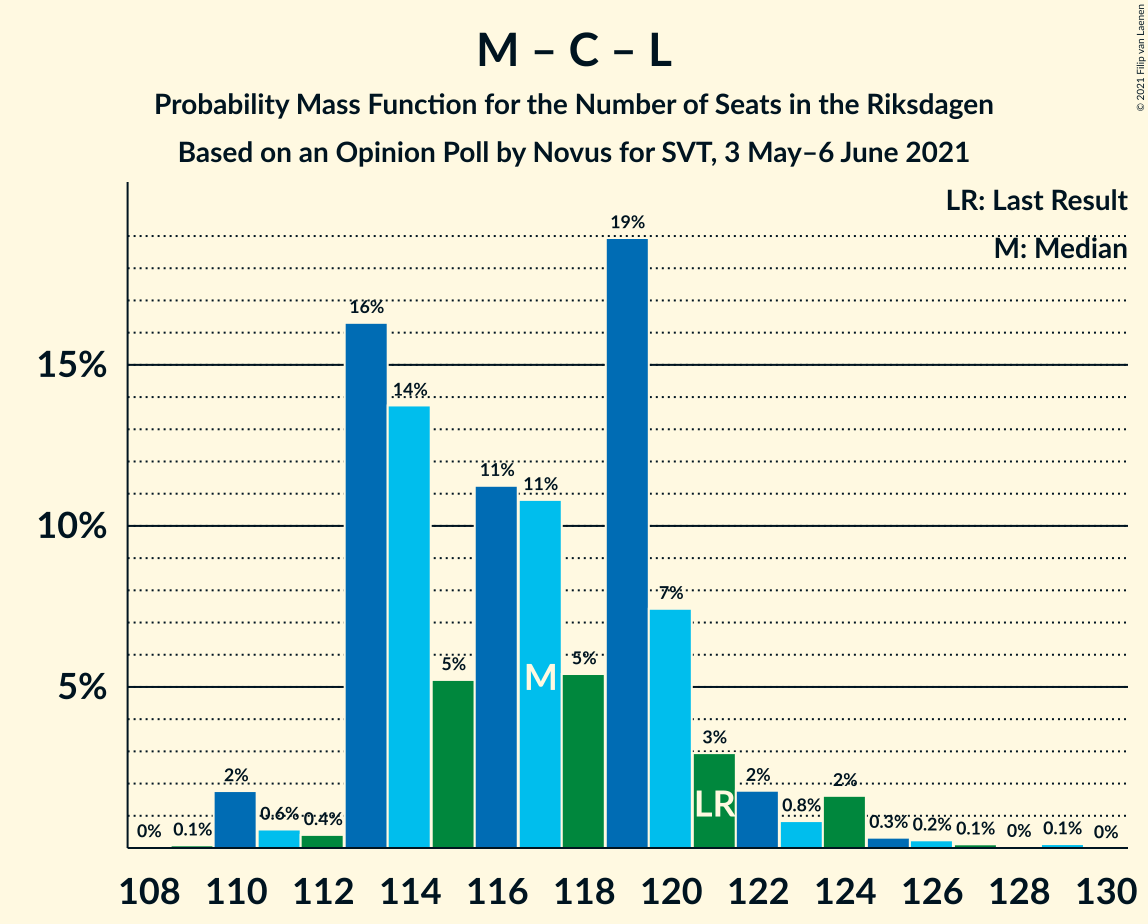 M – C – L
Probability Mass Function for the Number of Seats in the Riksdagen
Based on an Opinion Poll by Novus for SVT, 3 May–6 June 2021
© 2021 Filip van Laenen
LR: Last Result
M: Median
15%
10%
5%
0%
0.1%
2%
0.6%
0.4%
16%
14%
5%
11%
11%
M
5%
19%
7%
3%
LR
2%
0.8%
2%
0.3%
0.2%
0.1%
0%
0.1%
0%
108 110 112 114 116 118 120 122 124 126 128 130